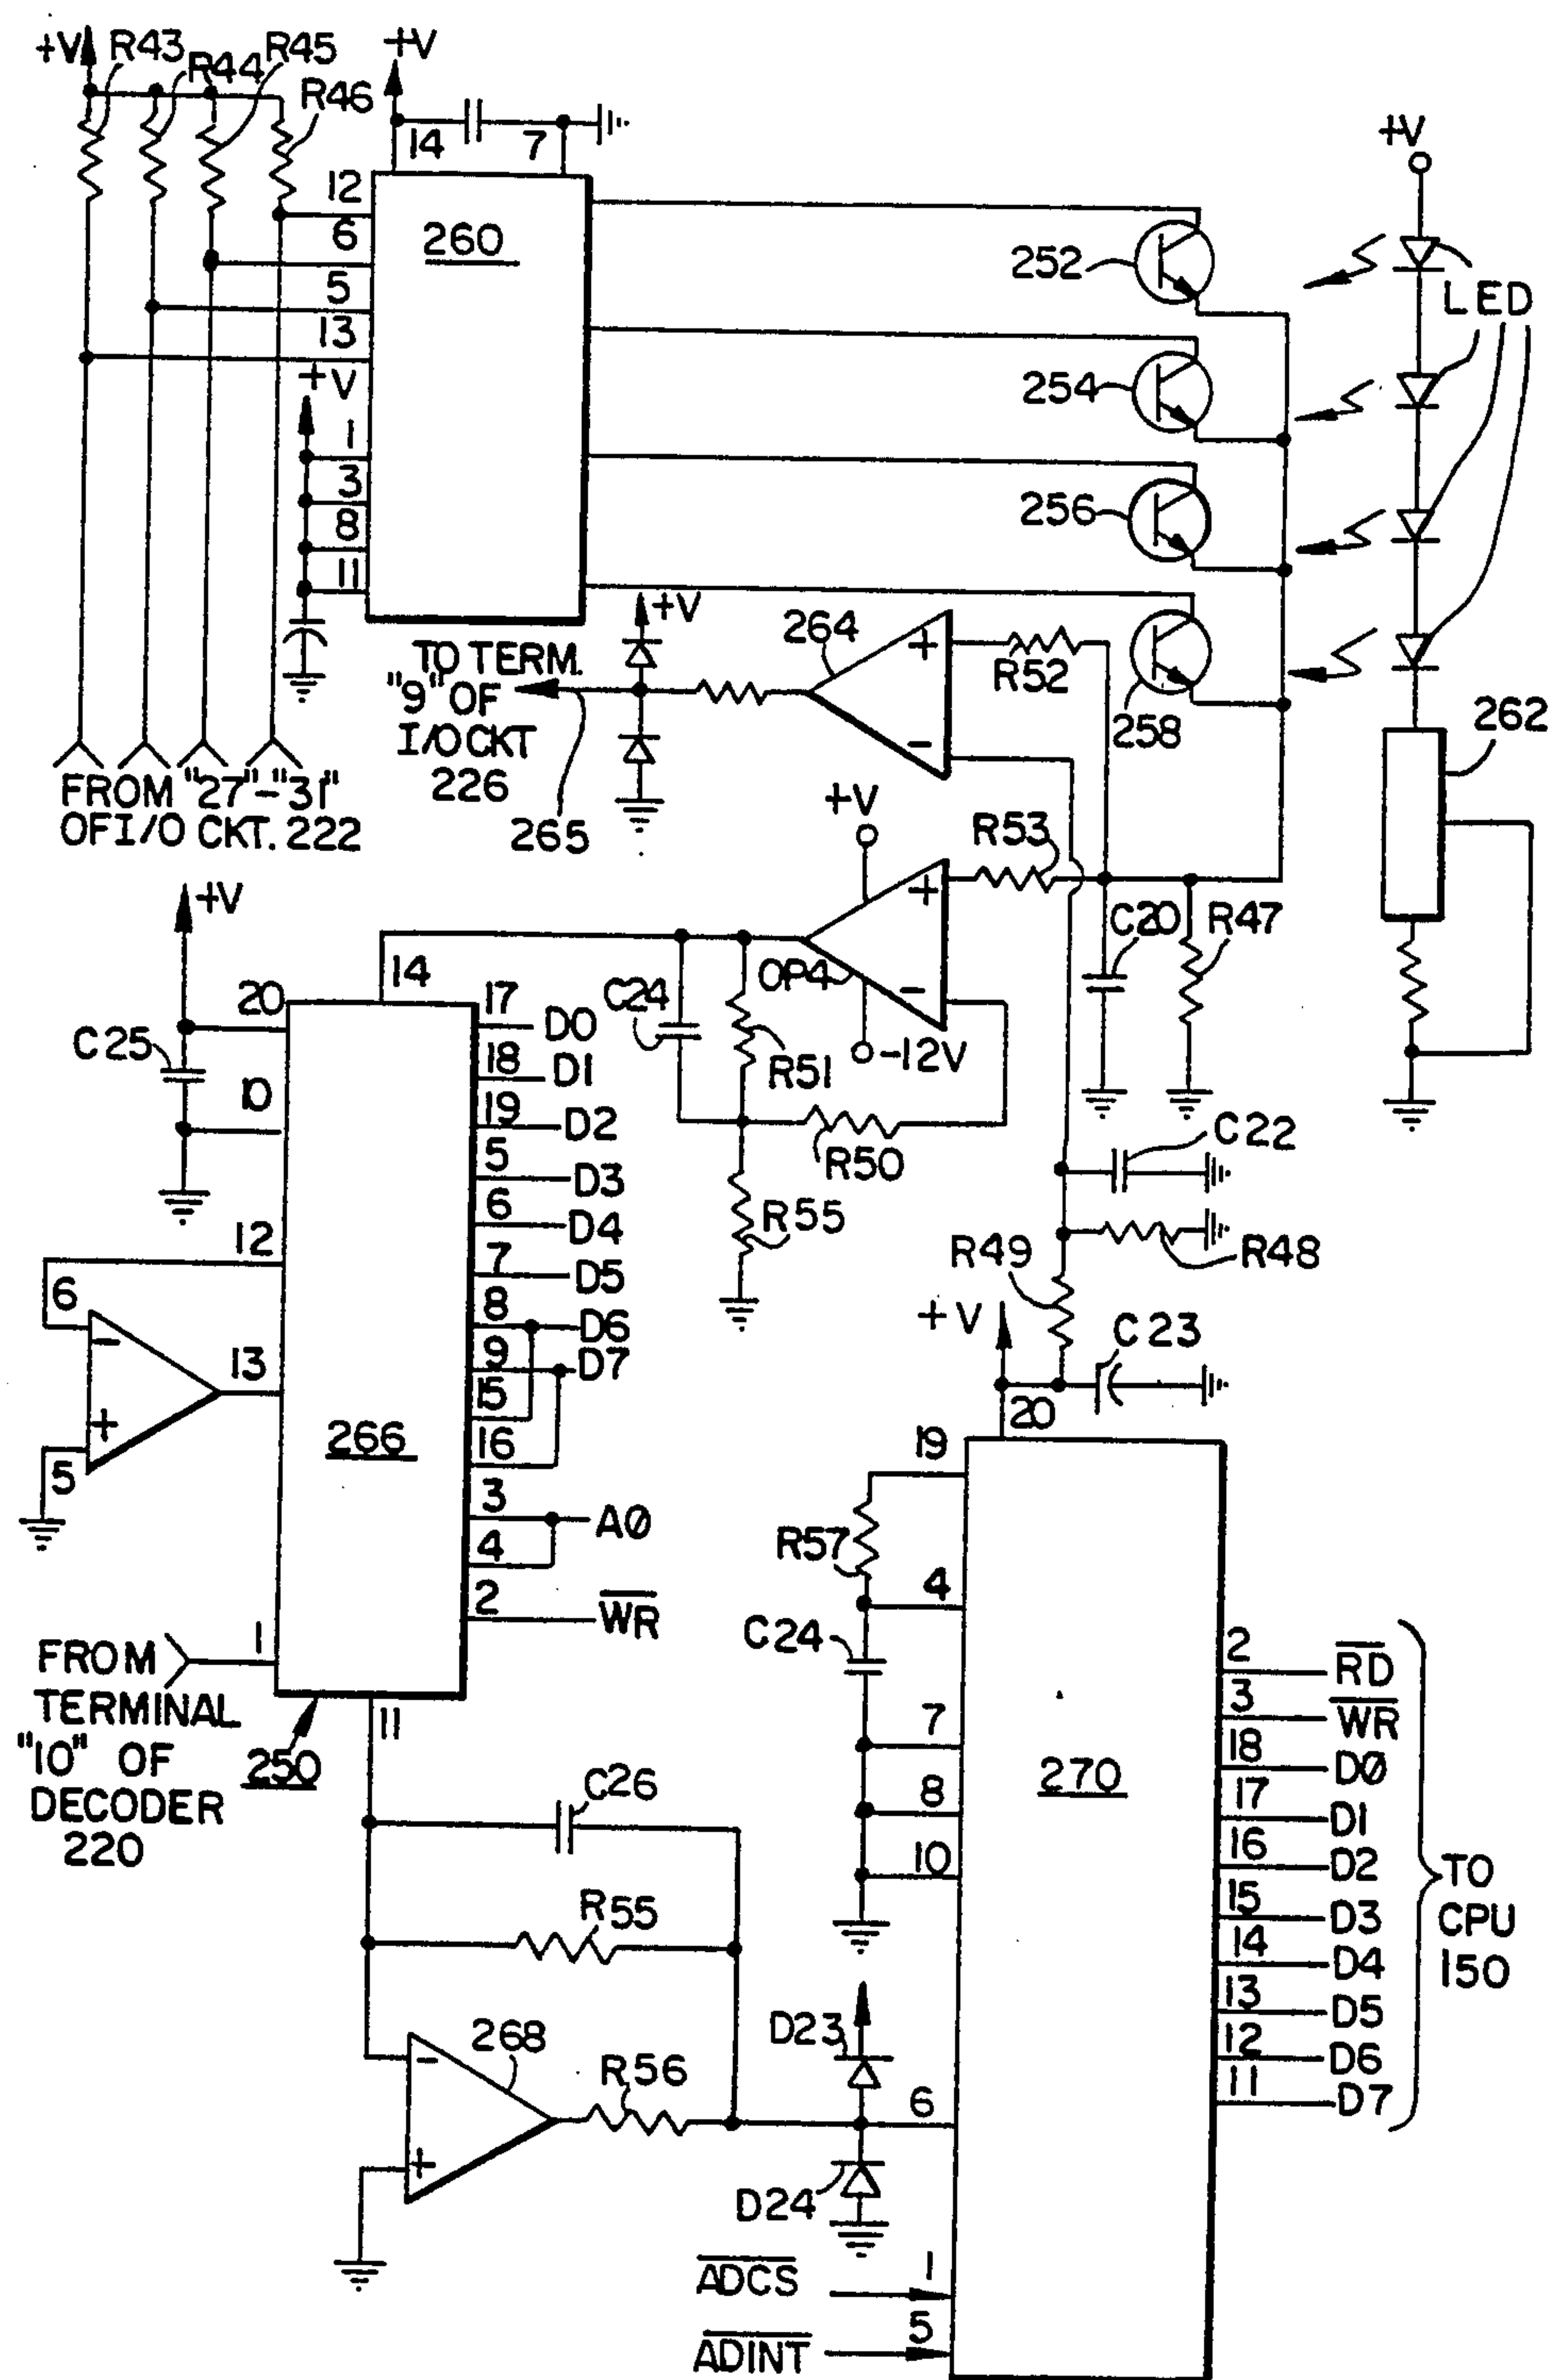 +V
R43
R44
R45
R46
+V
14
7
12
6
5
13
+V
1
3
8
11
260
252
254
256
258
+V
LED
262
FROM "27"-"31"
OF I/O CKT. 222
TO TERM.
"9" OF
I/O CKT
226
265
+V
264
+
-
R52
R53
+V
+
-
OP4
-12V
C20
R47
C24
R51
R50
R55
C22
R48
R49
+V
C23
+V
C25
20
10
12
6
-
+
5
13
14
266
17
D0
18
D1
19
D2
5
D3
6
D4
7
D5
8
D6
9
D7
15
16
3
A0
4
2
WR
1
FROM
TERMINAL
"10" OF
DECODER
220
250
11
C26
R55
268
-
+
R56
D23
D24
20
19
R57
4
C24
7
8
10
6
270
ADCS
1
ADINT
5
2
RD
3
WR
18
DØ
17
D1
16
D2
15
D3
14
D4
13
D5
12
D6
11
D7
TO
CPU
150